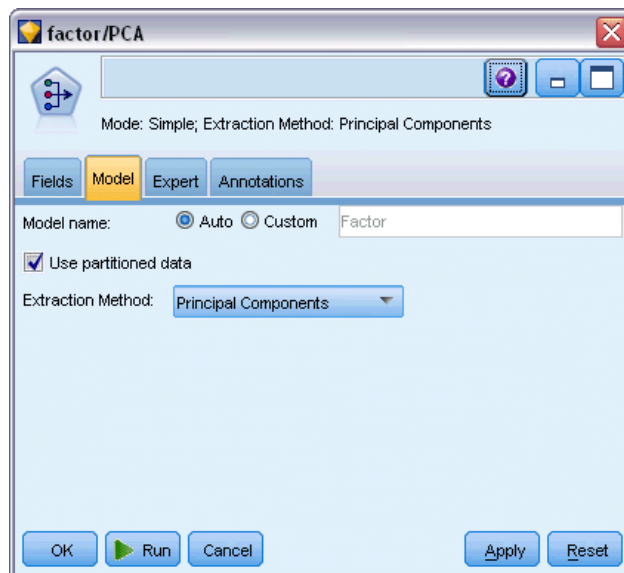 factor/PCA
Mode: Simple; Extraction Method: Principal Components
Fields Model Expert Annotations
Model name: Auto Custom Factor
Use partitioned data
Extraction Method: Principal Components
OK Run Cancel Apply Reset